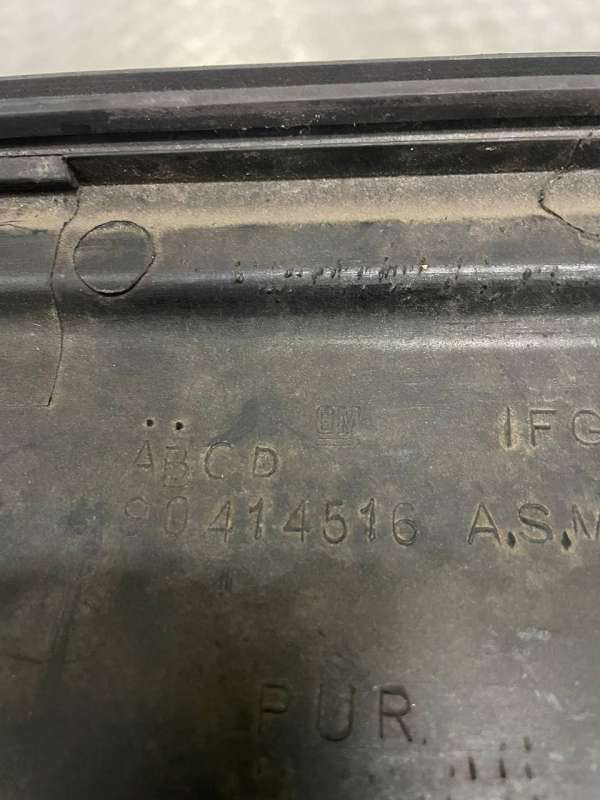 GM
IFG
ABCD
90414516 A.S.M
PUR.